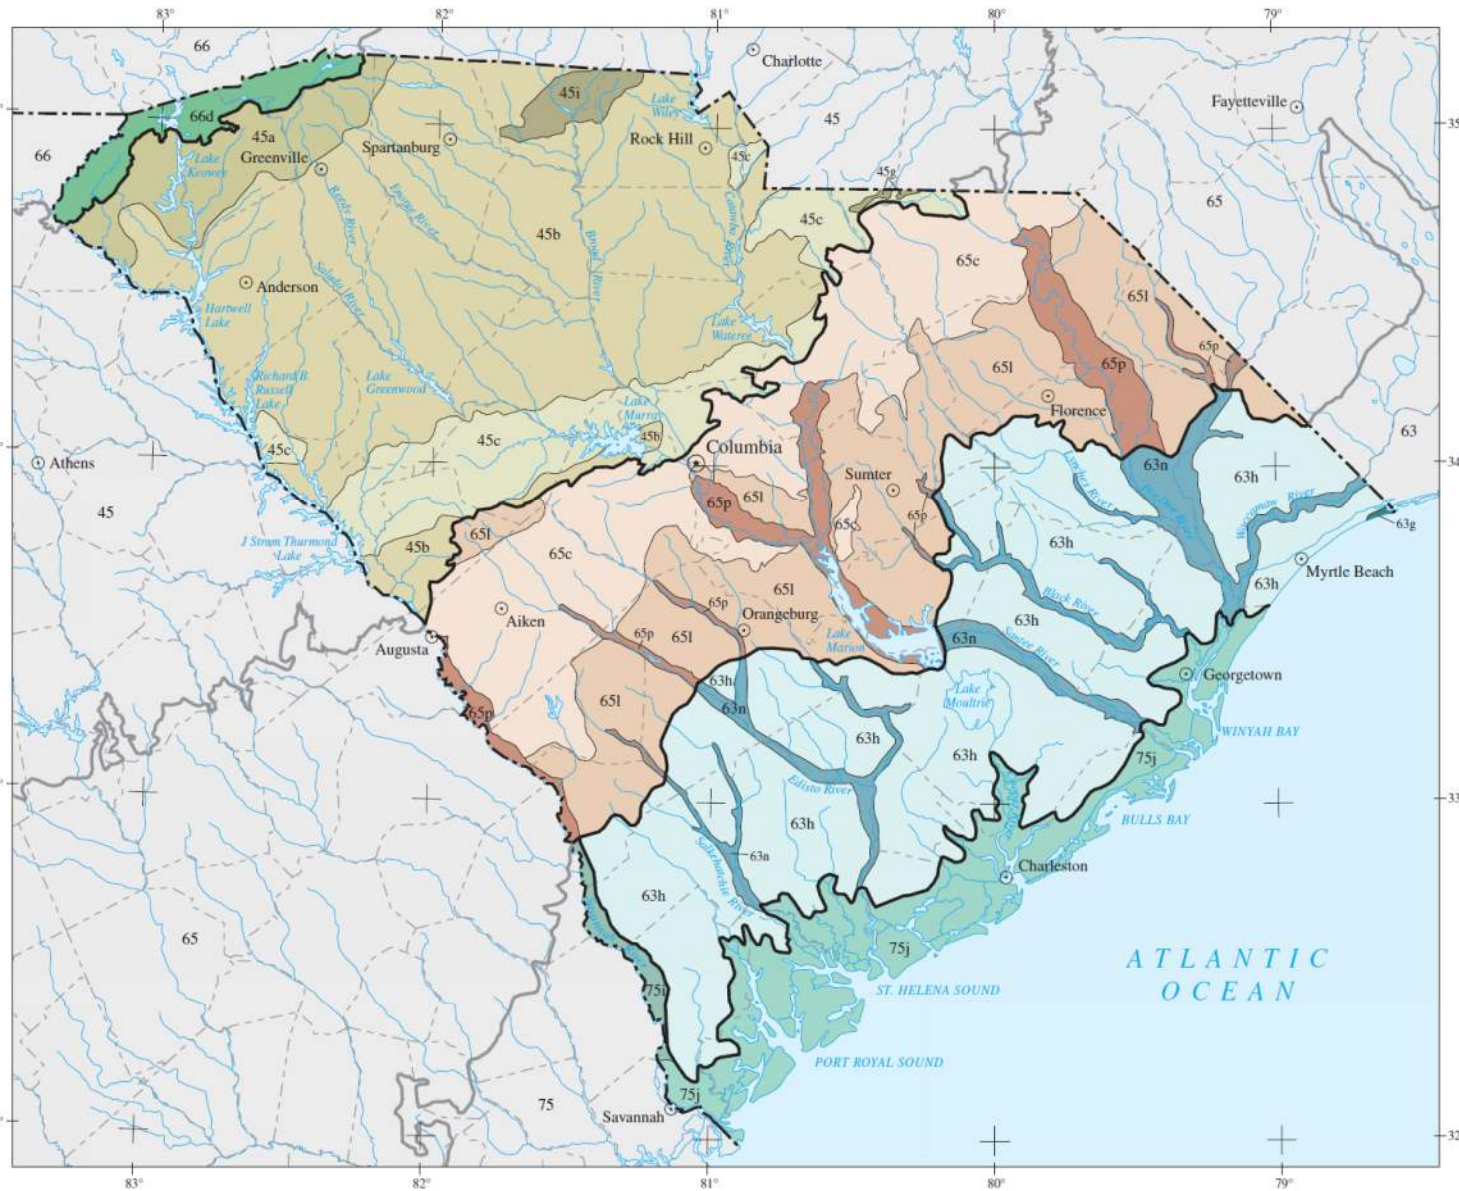 83°
82°
81°
80°
79°
66
Charlotte
Fayetteville
35
45i
Lake
Wylie
45
66d
45a
Greenville
Spartanburg
Rock Hill
66
Lake
Keowee
45c
45g
65
Reedy River
Enoree River
Catawba River
45c
45b
Broad River
65c
Saluda River
Anderson
65l
Hartwell
Lake
Lake
Wateree
65p
65l
65p
Richard B.
Russell
Lake
Lake
Greenwood
Florence
Lake
Murray
45c
45b
63
Columbia
45c
Athens
34
Sumter
63n
63h
Lynches River
Pee Dee River
Waccamaw River
65p
65l
65p
65c
45
63g
65l
J Strom Thurmond
Lake
45b
65c
63h
Myrtle Beach
65l
63h
65p
Black River
Aiken
Orangeburg
63h
65p
65l
Lake
Marion
63n
Santee River
Augusta
63h
Georgetown
65l
63n
Lake
Moultrie
65p
WINYAH BAY
63h
63h
75j
Edisto River
33
BULLS BAY
63h
63n
Salkehatchie River
Charleston
63h
65
75j
ATLANTIC
OCEAN
75i
ST. HELENA SOUND
PORT ROYAL SOUND
75
75j
Savannah
32
83°
82°
81°
80°
79°